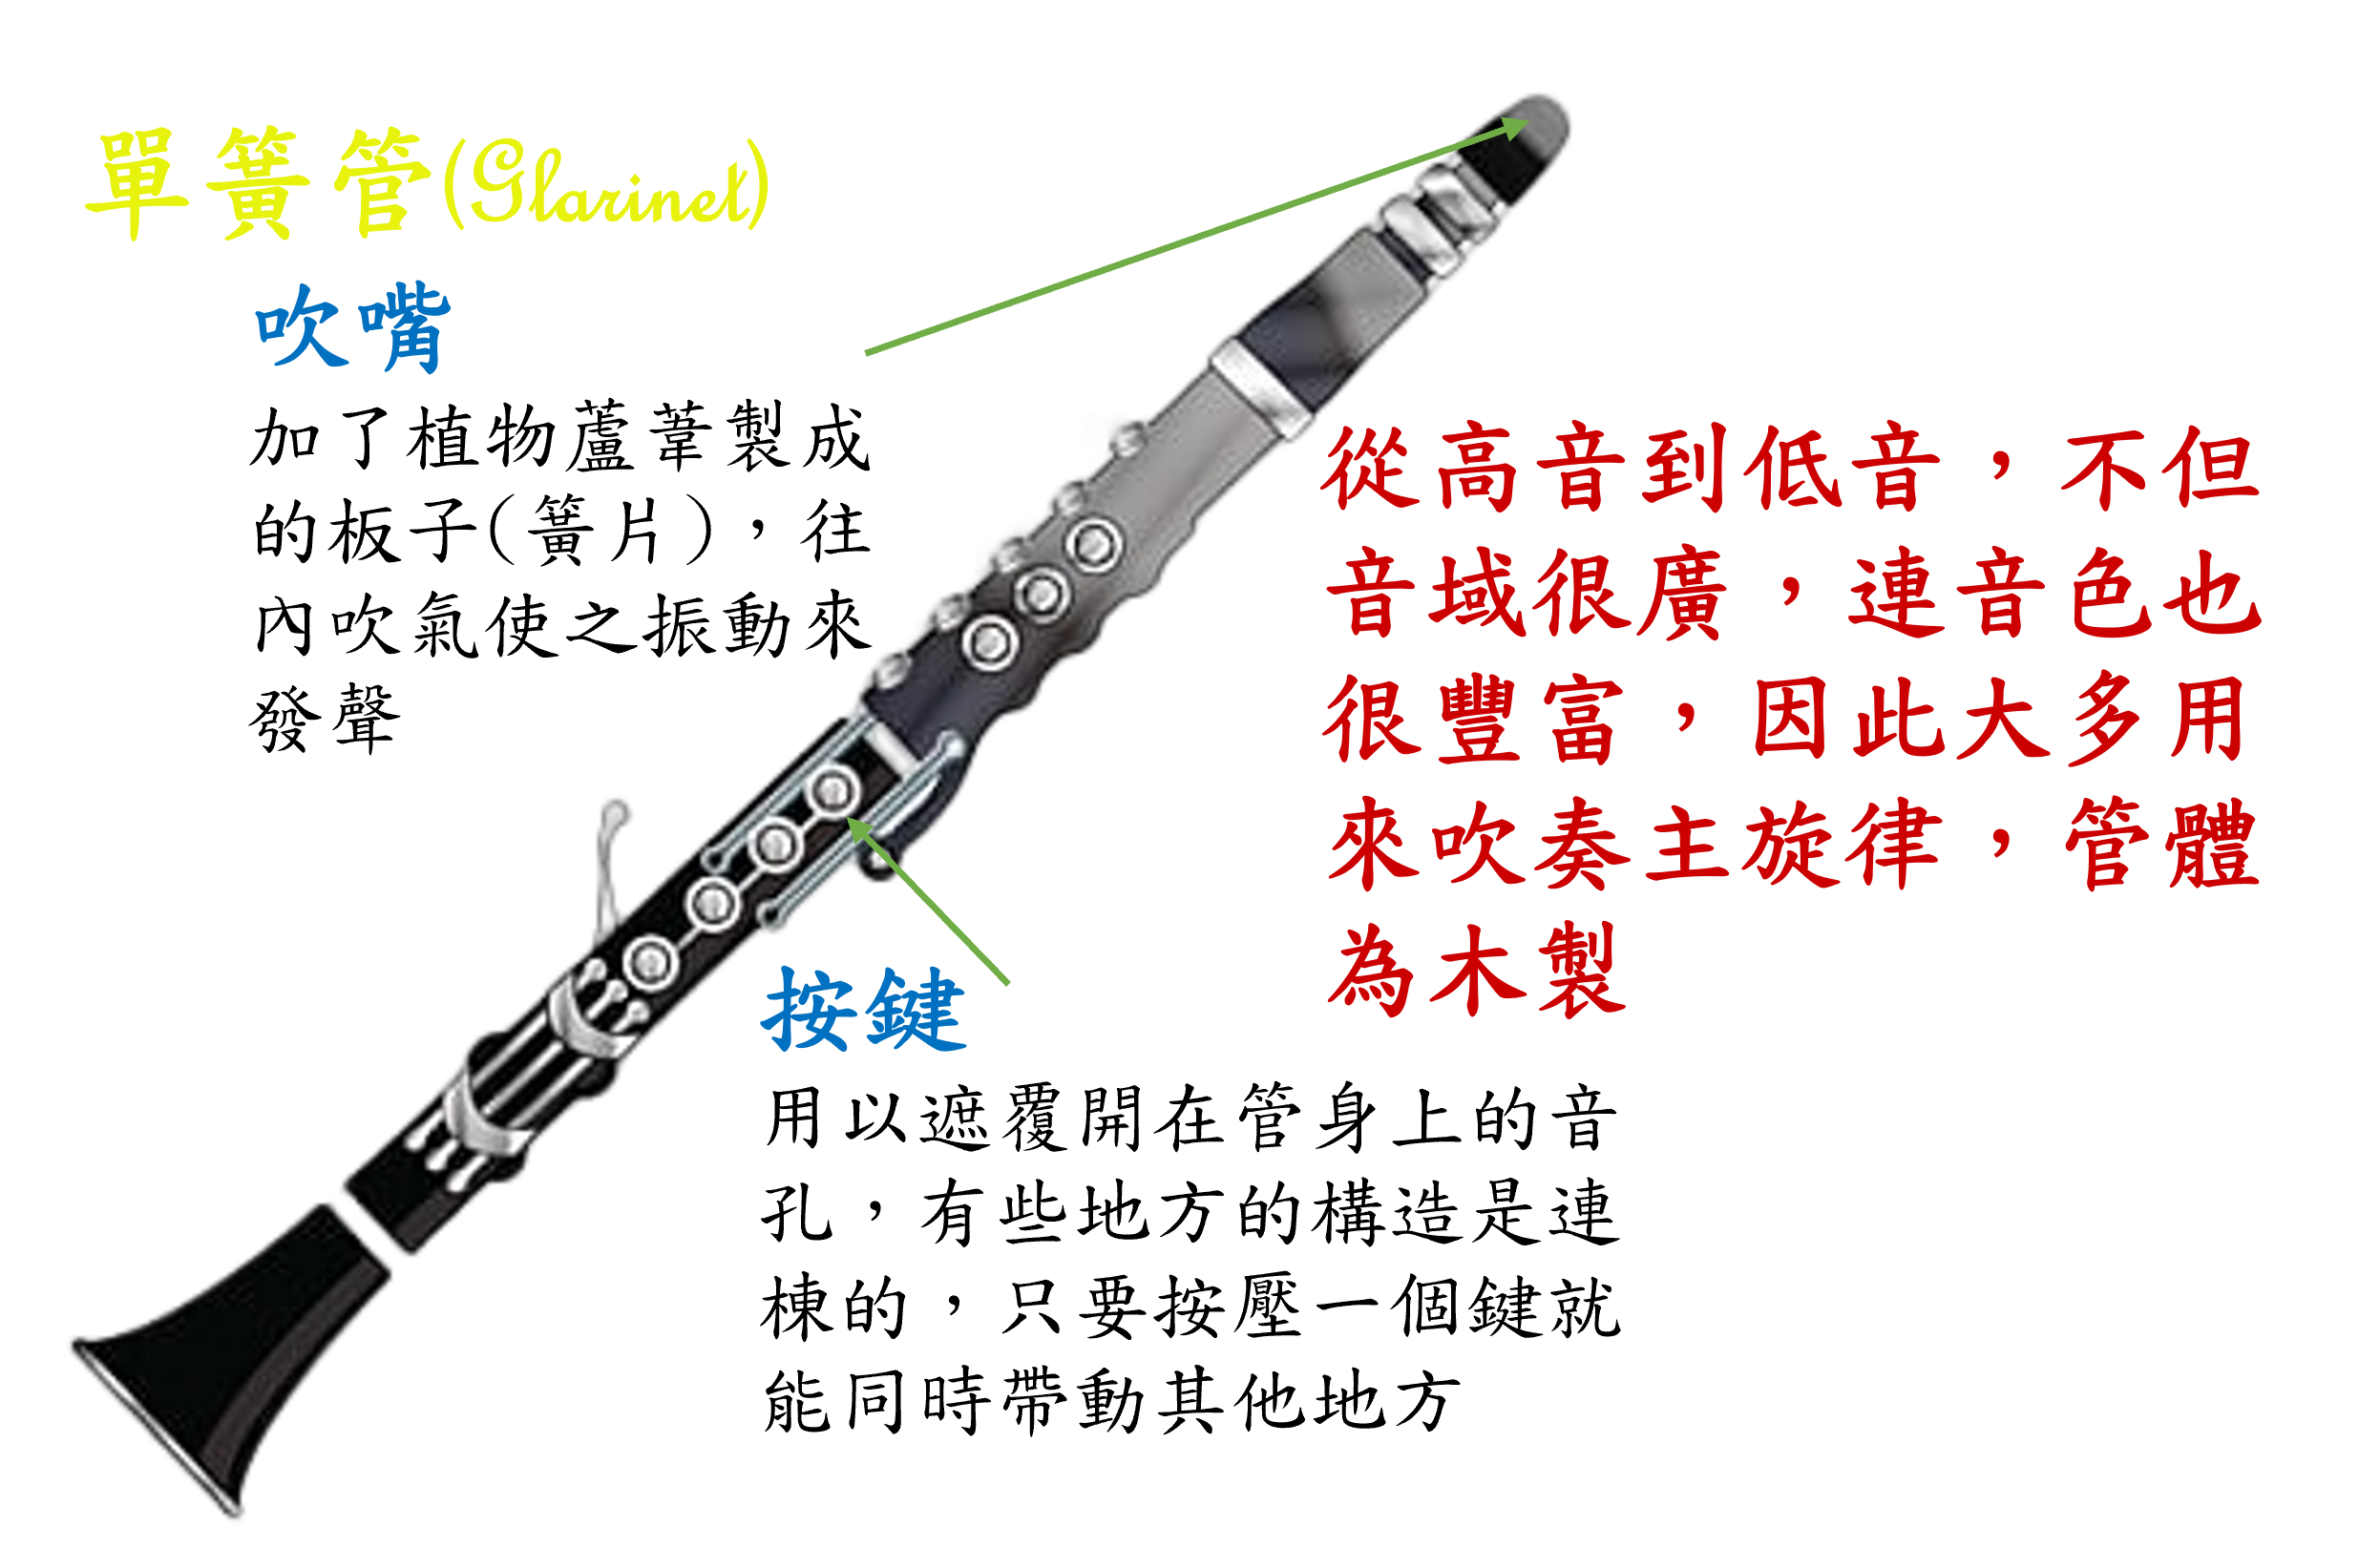 單簧管(Glarinet)
吹嘴
加了植物蘆葦製成
的板子(簧片)，往
內吹氣使之振動來
發聲
從高音到低音，不但
音域很廣，連音色也
很豐富，因此大多用
來吹奏主旋律，管體
為木製
按鍵
用以遮覆開在管身上的音
孔，有些地方的構造是連
棟的，只要按壓一個鍵就
能同時帶動其他地方